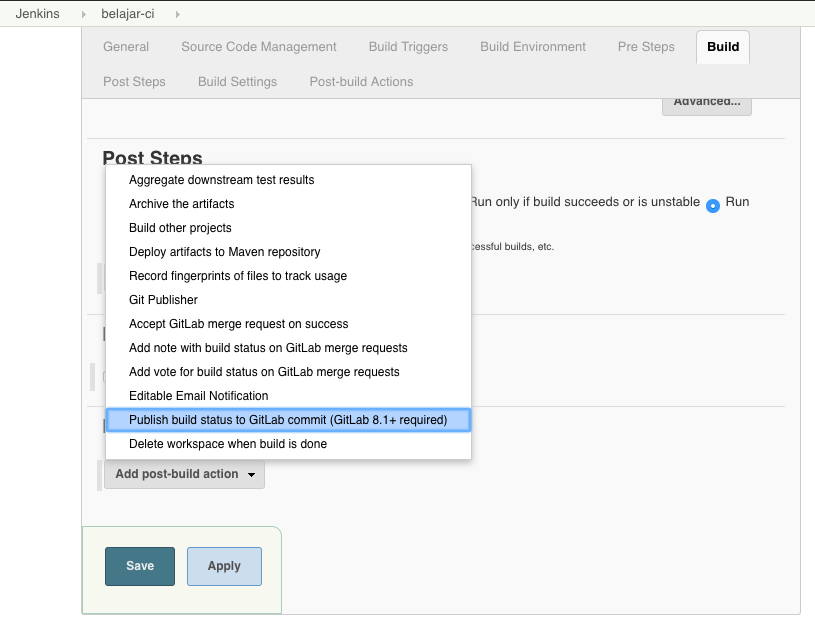 Jenkins belajar-ci
General Source Code Management Build Triggers Build Environment Pre Steps Build
Post Steps Build Settings Post-build Actions
Advanced...
Post Steps
Aggregate downstream test results
Archive the artifacts
Run only if build succeeds or is unstable Run
Build other projects
Deploy artifacts to Maven repository
cessful builds, etc.
Record fingerprints of files to track usage
Git Publisher
Accept GitLab merge request on success
Add note with build status on GitLab merge requests
Add vote for build status on GitLab merge requests
Editable Email Notification
Publish build status to GitLab commit (GitLab 8.1+ required)
Delete workspace when build is done
Add post-build action
Save Apply